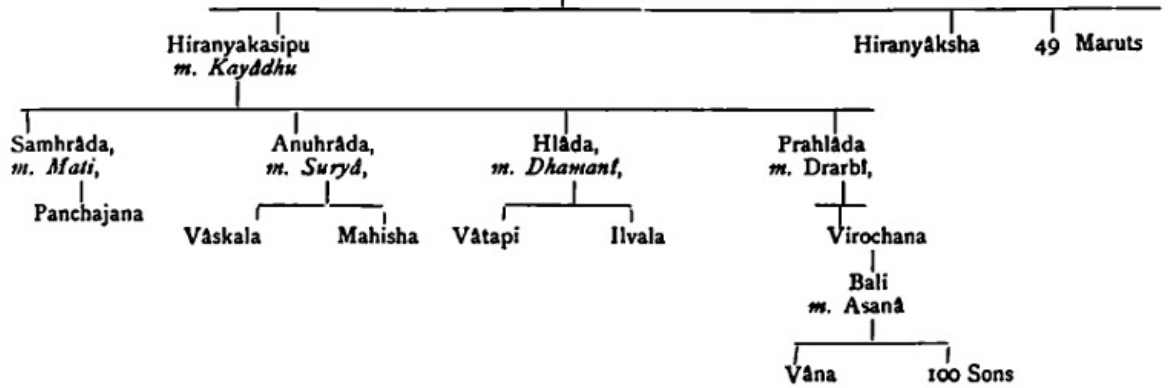 Hiranyakasipu Hiranyâksha 49 Maruts
m. Kayâdhu
Samhrâda, Anuhrâda, Hlâda, Prahlâda
m. Mati, m. Suryâ, m. Dhamanî, m. Drarbî,
Panchajana
Vâskala Mahisha Vâtapi Ilvala Virochana
Bali
m. Asanâ
Vâna 100 Sons